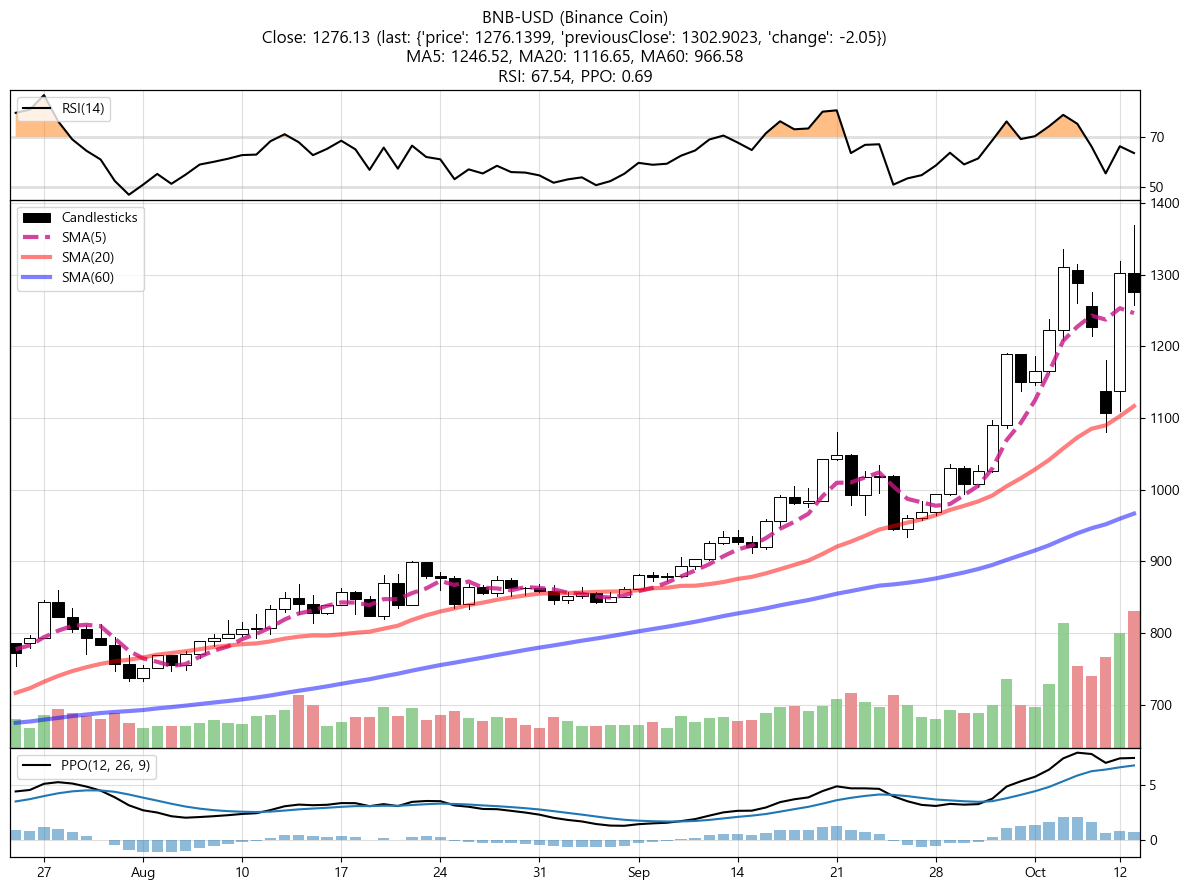 BNB-USD (Binance Coin)
Close: 1276.13 (last: {'price': 1276.1399, 'previousClose': 1302.9023, 'change': -2.05})
MA5: 1246.52, MA20: 1116.65, MA60: 966.58
RSI: 67.54, PPO: 0.69
RSI(14)
70
50
Candlesticks
SMA(5)
SMA(20)
SMA(60)
1400
1300
1200
1100
1000
900
800
700
PPO(12, 26, 9)
5
0
27 Aug 10 17 24 31 Sep 14 21 28 Oct 12